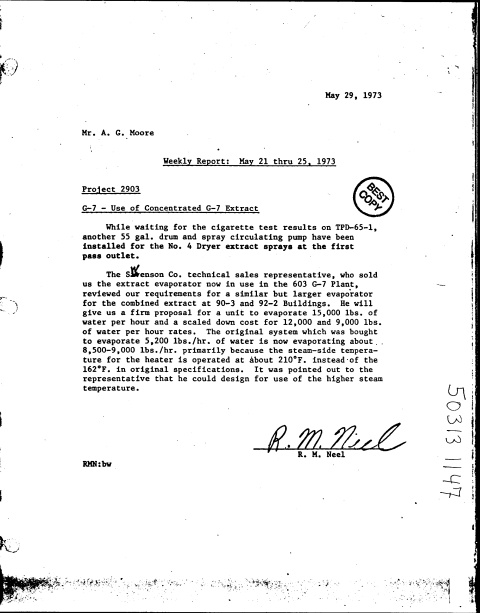 May 29, 1973
Mr. A. G. Moore
Weekly Report: May 21 thru 25, 1973
Project 2903
BEST
COPY
G-7 - Use of Concentrated G-7 Extract
While waiting for the cigarette test results on TPD-65-1,
another 55 gal. drum and spray circulating pump have been
installed for the No. 4 Dryer extract sprays at the first
pass outlet.
The Swenson Co. technical sales representative, who sold
us the extract evaporator now in use in the 603 G-7 Plant,
reviewed our requirements for a similar but larger evaporator
for the combined extract at 90-3 and 92-2 Buildings. He will
give us a firm proposal for a unit to evaporate 15,000 lbs. of
water per hour and a scaled down cost for 12,000 and 9,000 lbs.
of water per hour rates. The original system which was bought
to evaporate 5,200 lbs./hr. of water is now evaporating about
8,500-9,000 lbs./hr. primarily because the steam-side tempera-
ture for the heater is operated at about 210°F. instead of the
162°F. in original specifications. It was pointed out to the
representative that he could design for use of the higher steam
temperature.
R. M. Neel
R. M. Neel
RMN:bw
50313 1147